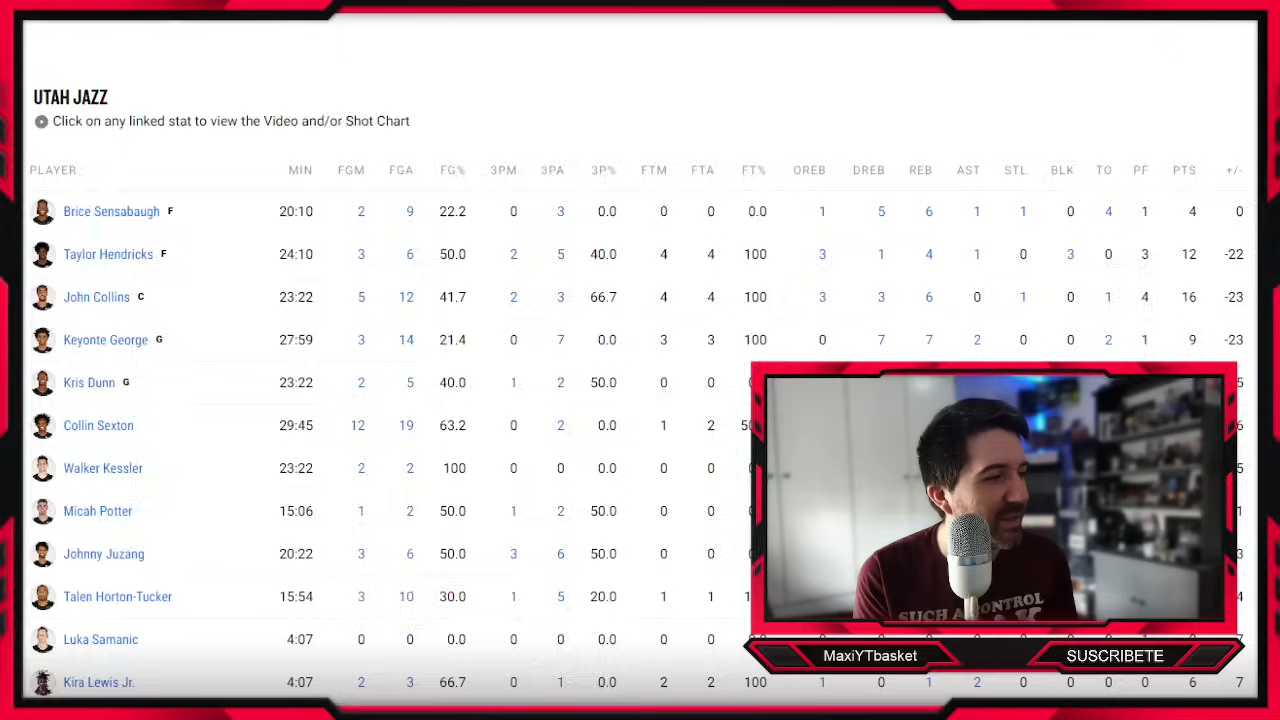 UTAH JAZZ
Click on any linked stat to view the Video and/or Shot Chart
PLAYER MIN FGM FGA FG% 3PM 3PA 3P% FTM FTA FT% OREB DREB REB AST STL BLK TO PF PTS +/-
Brice Sensabaugh F 20:10 2 9 22.2 0 3 0.0 0 0 0.0 1 5 6 1 1 0 4 1 4 0
Taylor Hendricks F 24:10 3 6 50.0 2 5 40.0 4 4 100 3 1 4 1 0 3 0 3 12 -22
John Collins C 23:22 5 12 41.7 2 3 66.7 4 4 100 3 3 6 0 1 0 1 4 16 -23
Keyonte George G 27:59 3 14 21.4 0 7 0.0 3 3 100 0 7 7 2 0 0 2 1 9 -23
Kris Dunn G 23:22 2 5 40.0 1 2 50.0 0 0
Collin Sexton 29:45 12 19 63.2 0 2 0.0 1 2
Walker Kessler 23:22 2 2 100 0 0 0.0 0 0
Micah Potter 15:06 1 2 50.0 1 2 50.0 0 0
Johnny Juzang 20:22 3 6 50.0 3 6 50.0 0 0
Talen Horton-Tucker 15:54 3 10 30.0 1 5 20.0 1 1
Luka Samanic 4:07 0 0 0.0 0 0 0.0 0 0
Kira Lewis Jr. 4:07 2 3 66.7 0 1 0.0 2 2 100 1 0 1 2 0 0 0 0 6 7
SUCH A CONTROL
MaxiYTbasket
SUSCRIBETE